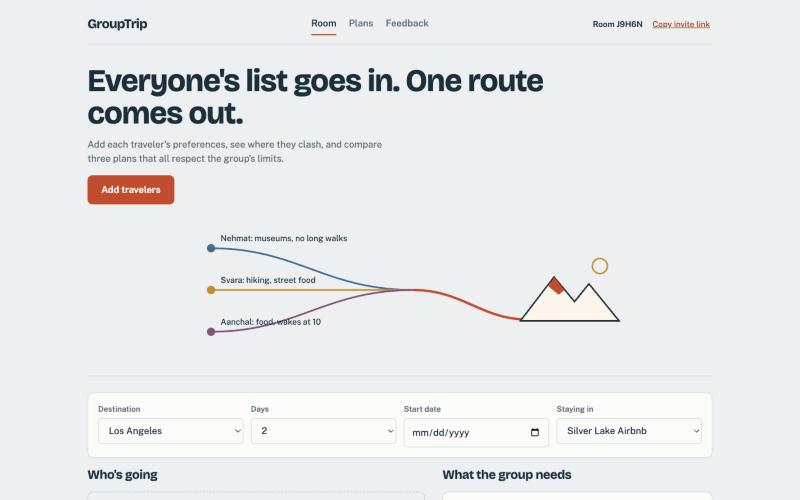 GroupTrip
Room Plans Feedback
Room J9H6N Copy invite link
Everyone's list goes in. One route
comes out.
Add each traveler's preferences, see where they clash, and compare
three plans that all respect the group's limits.
Add travelers
Nehmat: museums, no long walks
Svara: hiking, street food
Aanchal: food, wakes at 10
Destination Days Start date Staying in
Los Angeles 2 mm/dd/yyyy Silver Lake Airbnb
Who's going What the group needs